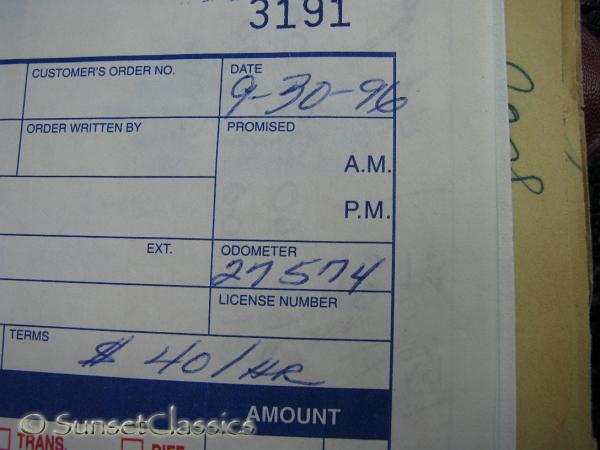 3191
CUSTOMER'S ORDER NO. DATE
9-30-96
ORDER WRITTEN BY PROMISED
A.M.
P.M.
EXT. ODOMETER
27574
LICENSE NUMBER
TERMS
$ 40/HR
AMOUNT
© SunsetClassics
TRANS. DIFF.